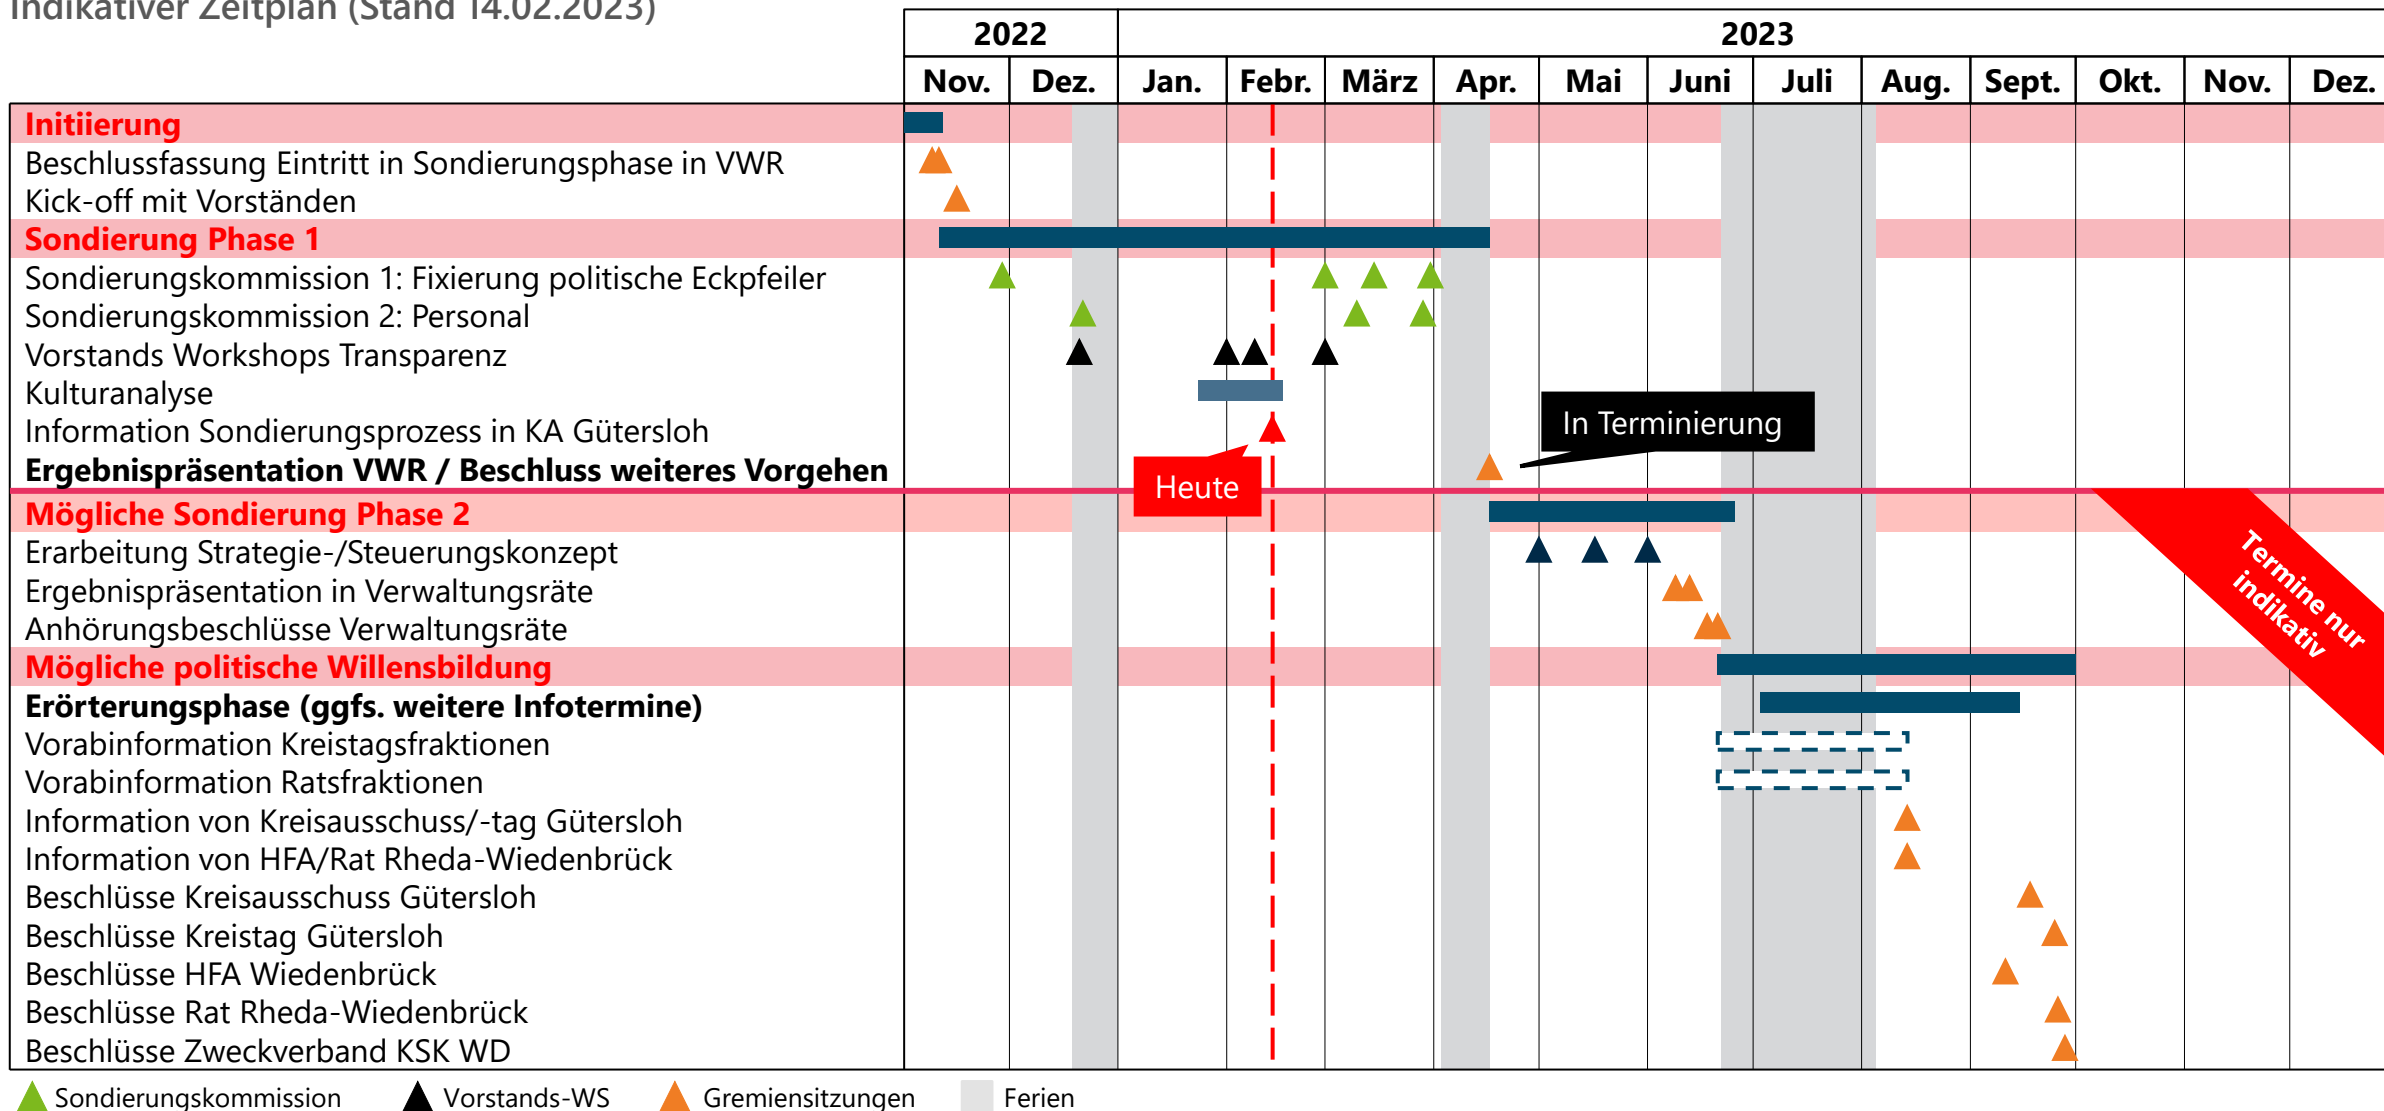 Indikativer Zeitplan (Stand 14.02.2023)
2022 2023
Nov. Dez. Jan. Febr. März Apr. Mai Juni Juli Aug. Sept. Okt. Nov. Dez.
Initiierung
Beschlussfassung Eintritt in Sondierungsphase in VWR
Kick-off mit Vorständen
Sondierung Phase 1
Sondierungskommission 1: Fixierung politische Eckpfeiler
Sondierungskommission 2: Personal
Vorstands Workshops Transparenz
Kulturanalyse
Information Sondierungsprozess in KA Gütersloh
In Terminierung
Ergebnispräsentation VWR / Beschluss weiteres Vorgehen
Heute
Mögliche Sondierung Phase 2
Erarbeitung Strategie-/Steuerungskonzept
Ergebnispräsentation in Verwaltungsräte
Anhörungsbeschlüsse Verwaltungsräte
Termine nur
indikativ
Mögliche politische Willensbildung
Erörterungsphase (ggfs. weitere Infotermine)
Vorabinformation Kreistagsfraktionen
Vorabinformation Ratsfraktionen
Information von Kreisausschuss/-tag Gütersloh
Information von HFA/Rat Rheda-Wiedenbrück
Beschlüsse Kreisausschuss Gütersloh
Beschlüsse Kreistag Gütersloh
Beschlüsse HFA Wiedenbrück
Beschlüsse Rat Rheda-Wiedenbrück
Beschlüsse Zweckverband KSK WD
Sondierungskommission Vorstands-WS Gremiensitzungen Ferien